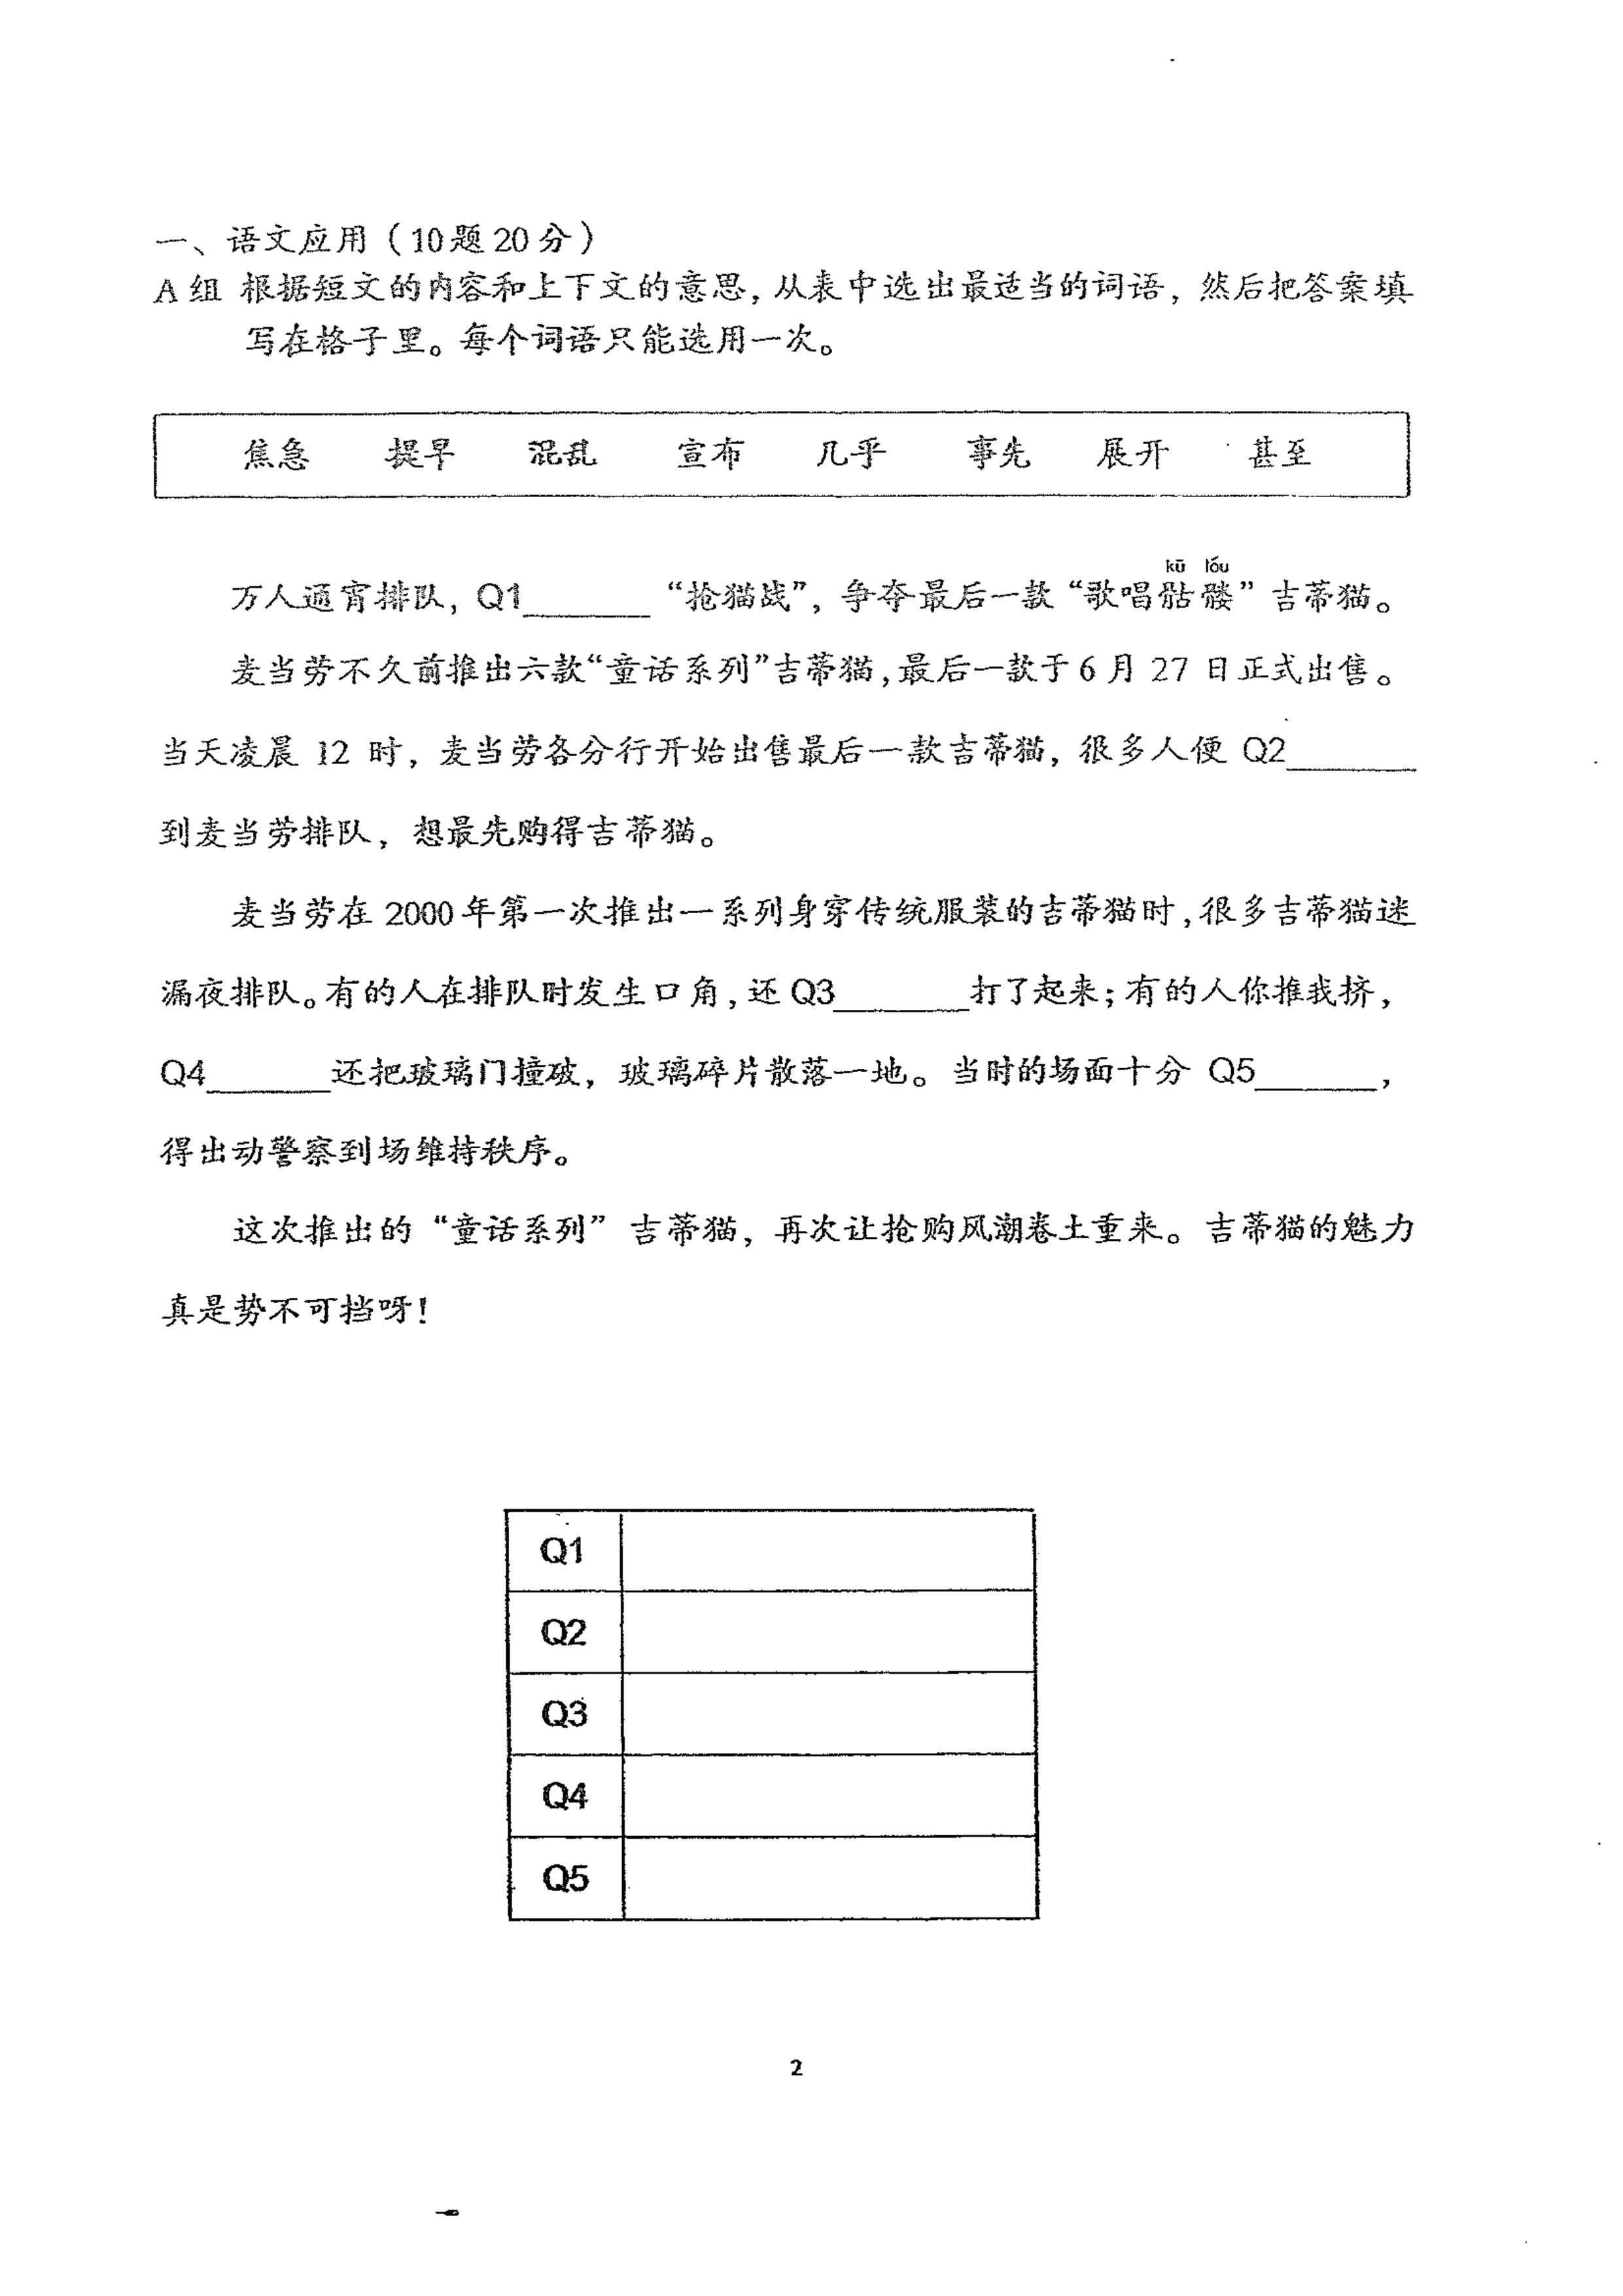 一、语文应用（10题20分）
A组 根据短文的内容和上下文的意思，从表中选出最适当的词语，然后把答案填
写在格子里。每个词语只能选用一次。
焦急 提早 混乱 宣布 几乎 事先 展开 甚至
kū lóu
万人通宵排队，Q1_______ “抢猫战”，争夺最后一款“歌唱骷髅”吉蒂猫。
麦当劳不久前推出六款“童话系列”吉蒂猫，最后一款于6月27日正式出售。
当天凌晨 12 时，麦当劳各分行开始出售最后一款吉蒂猫，很多人便 Q2_______
到麦当劳排队，想最先购得吉蒂猫。
麦当劳在2000年第一次推出一系列身穿传统服装的吉蒂猫时，很多吉蒂猫迷
漏夜排队。有的人在排队时发生口角，还Q3_______打了起来；有的人你推我挤，
Q4_______还把玻璃门撞破，玻璃碎片散落一地。当时的场面十分 Q5_______，
得出动警察到场维持秩序。
这次推出的“童话系列”吉蒂猫，再次让抢购风潮卷土重来。吉蒂猫的魅力
真是势不可挡呀！
Q1
Q2
Q3
Q4
Q5
2